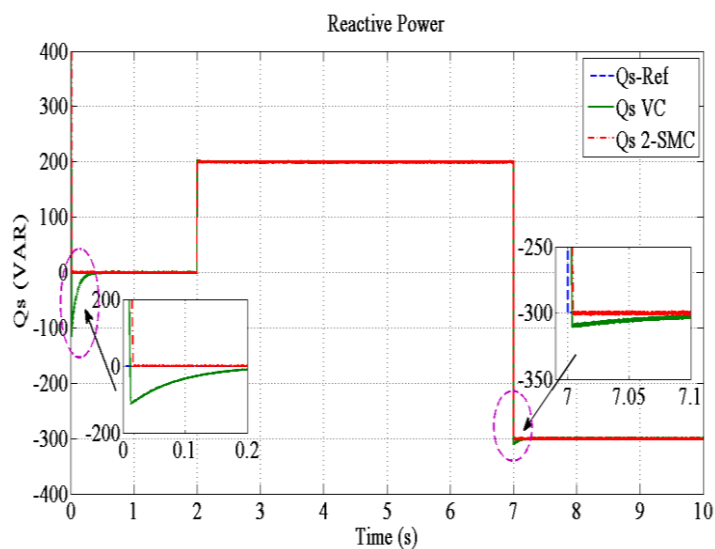 Reactive Power
Qs (VAR)
400
300
200
100
0
-100
-200
-300
-400
Qs-Ref
Qs VC
Qs 2-SMC
200
0
-200
0 0.1 0.2
-250
-300
-350
7 7.05 7.1
0 1 2 3 4 5 6 7 8 9 10
Time (s)